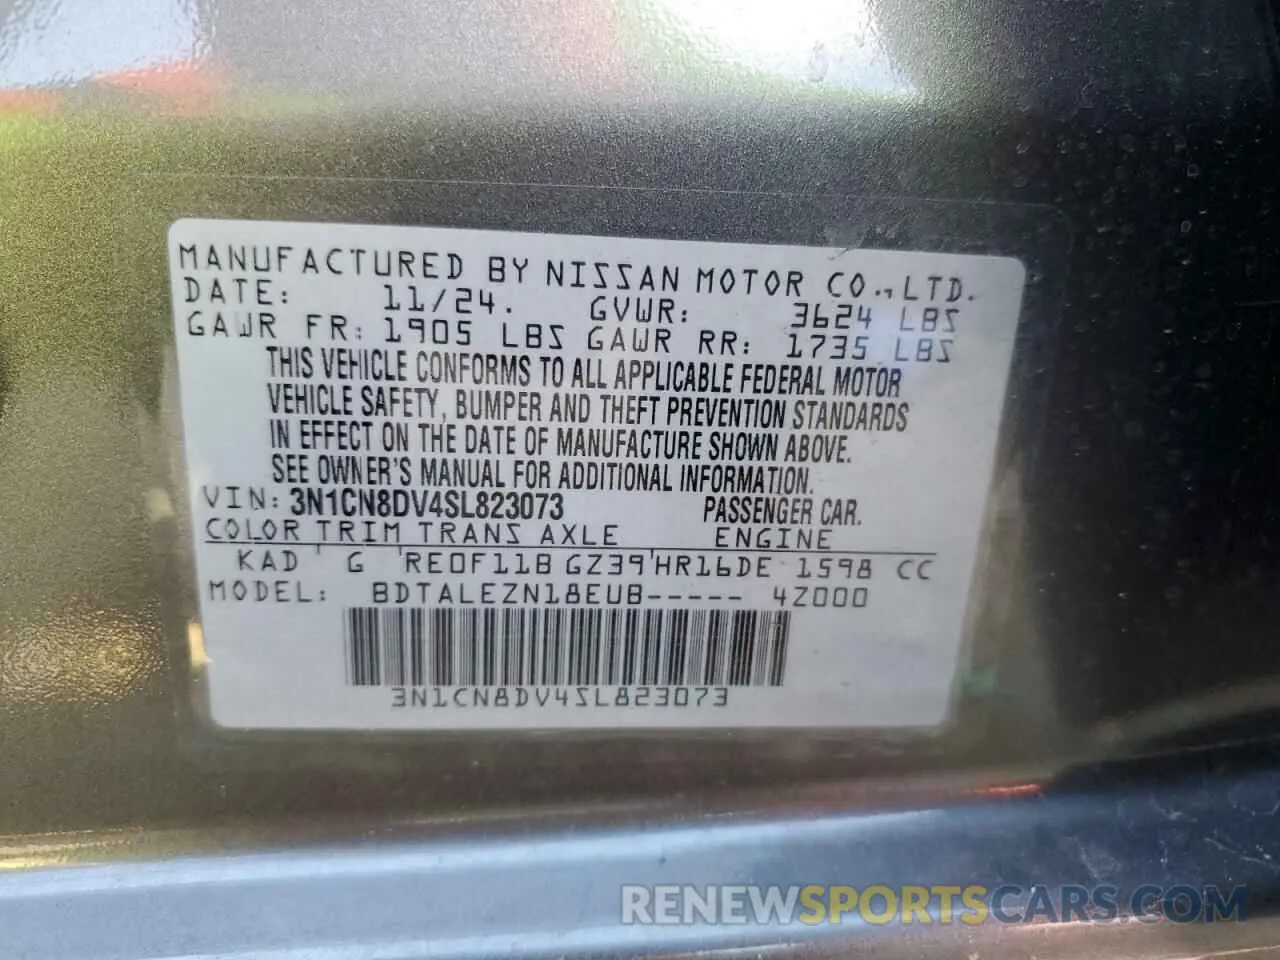 MANUFACTURED BY NISSAN MOTOR CO., LTD.
DATE: 11/24. GVWR: 3624 LBS
GAWR FR: 1905 LBS GAWR RR: 1735 LBS
THIS VEHICLE CONFORMS TO ALL APPLICABLE FEDERAL MOTOR
VEHICLE SAFETY, BUMPER AND THEFT PREVENTION STANDARDS
IN EFFECT ON THE DATE OF MANUFACTURE SHOWN ABOVE.
SEE OWNER'S MANUAL FOR ADDITIONAL INFORMATION.
VIN: 3N1CN8DV4SL823073 PASSENGER CAR.
COLOR TRIM TRANS AXLE ENGINE
KAD G RE0F11B GZ39 HR16DE 1598 CC
MODEL: BDTALEZN18EUB----- 4Z000
3N1CN8DV4SL823073
RENEWSPORTSCARS.COM